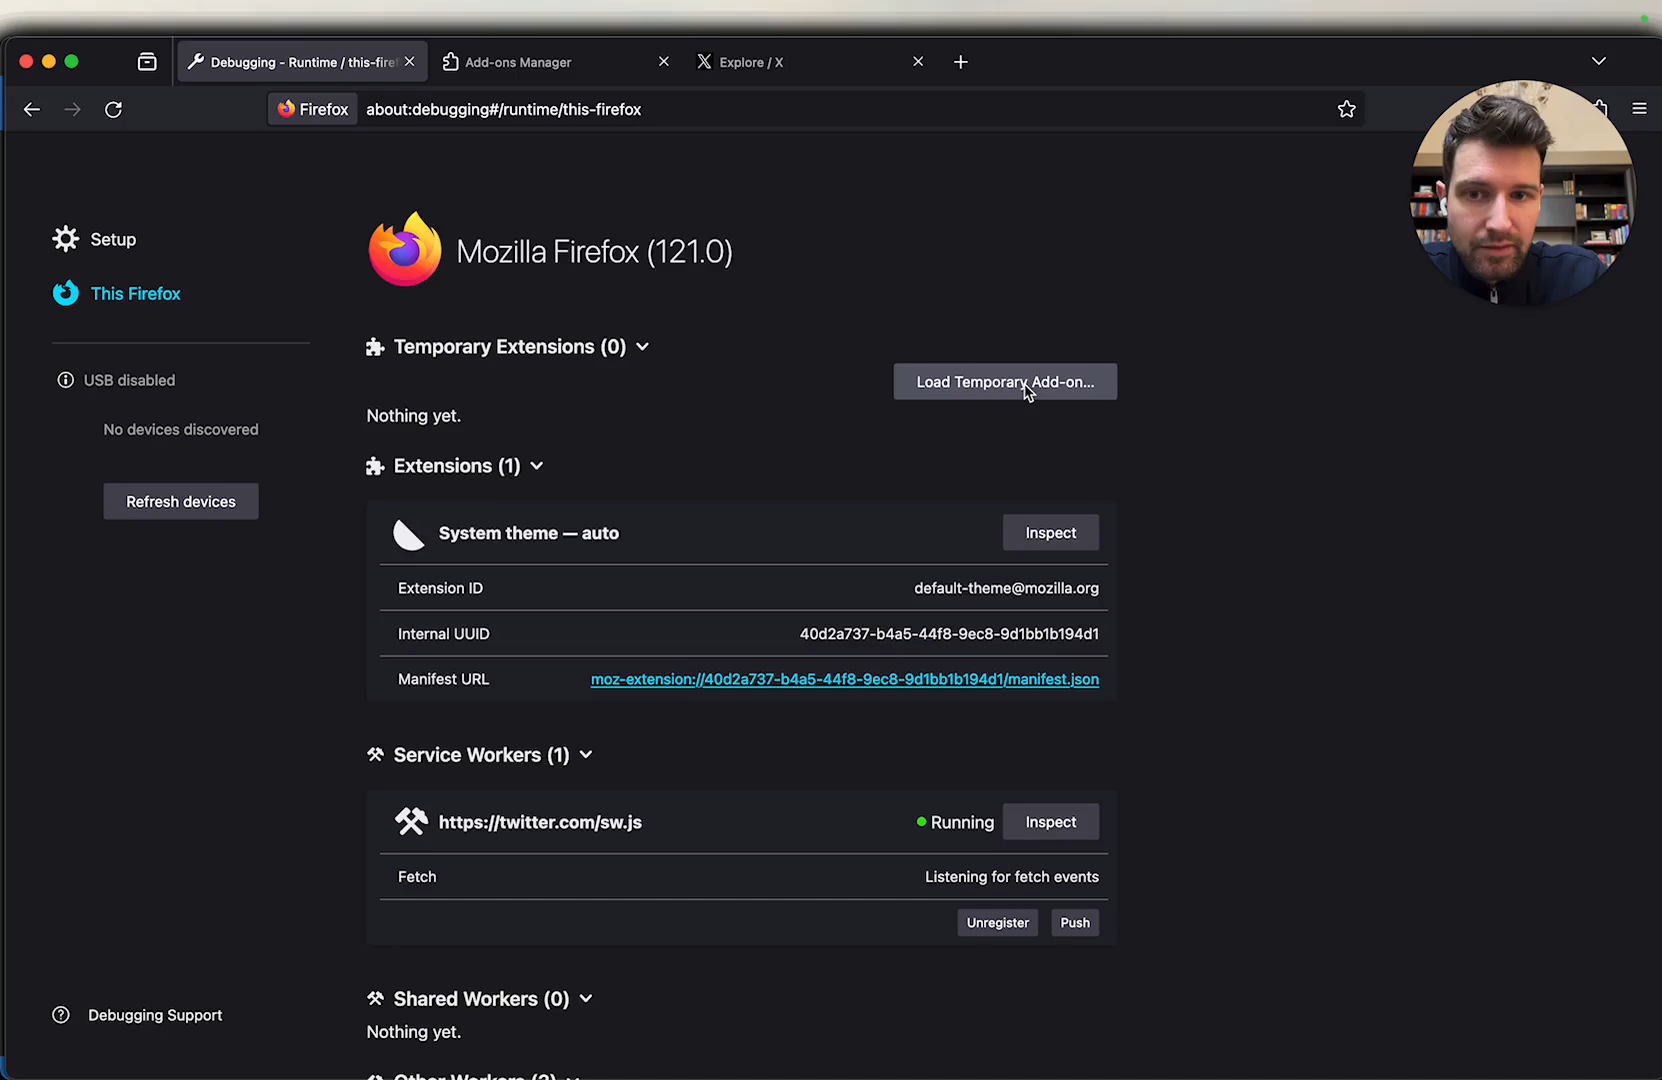 Debugging - Runtime / this-fire
Add-ons Manager
Explore / X
Firefox
about:debugging#/runtime/this-firefox
Setup
This Firefox
USB disabled
No devices discovered
Refresh devices
Mozilla Firefox (121.0)
Temporary Extensions (0)
Load Temporary Add-on...
Nothing yet.
Extensions (1)
System theme — auto
Inspect
Extension ID
default-theme@mozilla.org
Internal UUID
40d2a737-b4a5-44f8-9ec8-9d1bb1b194d1
Manifest URL
moz-extension://40d2a737-b4a5-44f8-9ec8-9d1bb1b194d1/manifest.json
Service Workers (1)
https://twitter.com/sw.js
Running
Inspect
Fetch
Listening for fetch events
Unregister
Push
Shared Workers (0)
Nothing yet.
Other Workers (3)
Debugging Support